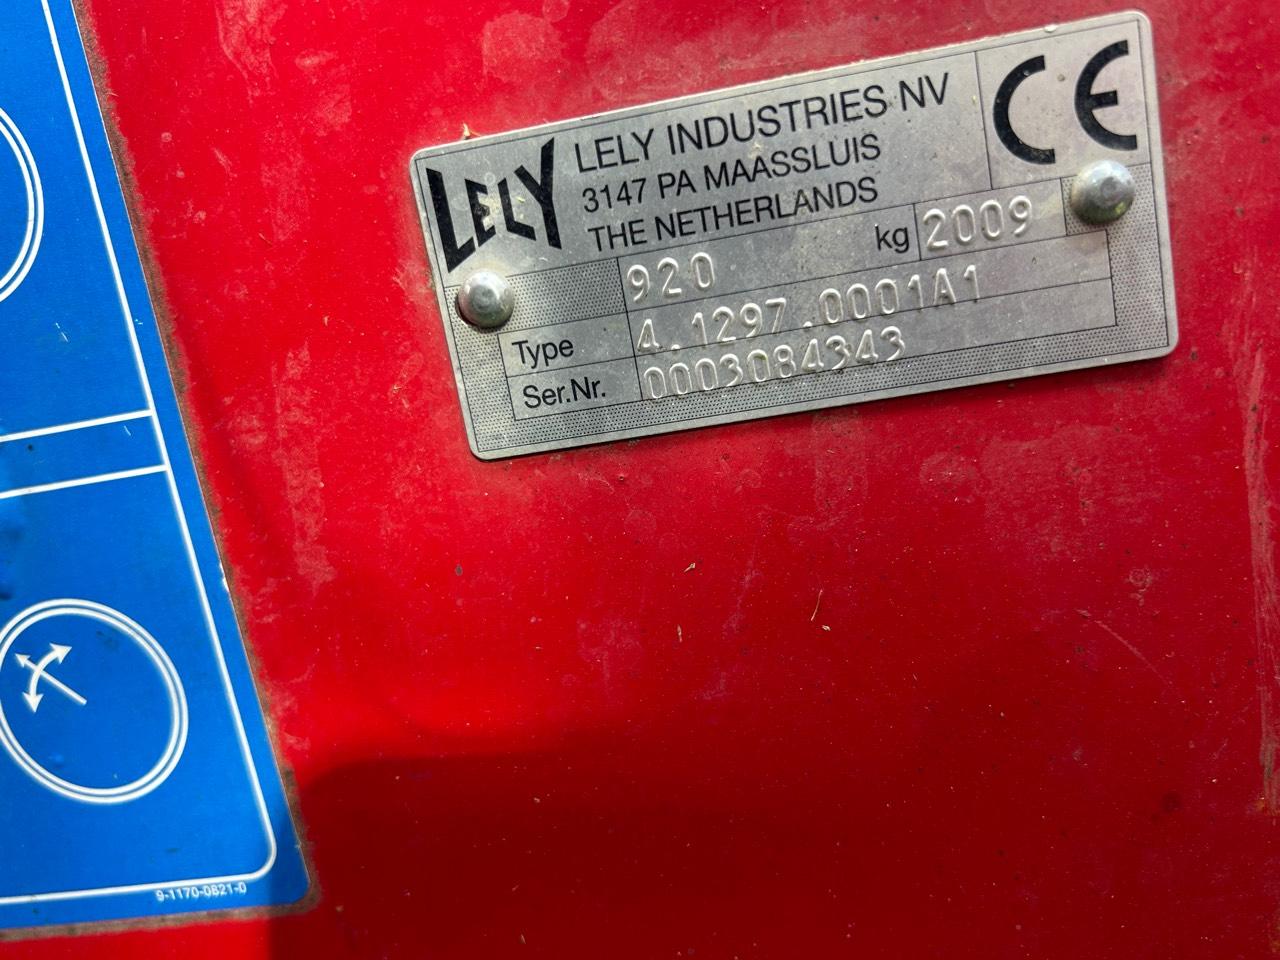 LELY
LELY INDUSTRIES NV
3147 PA MAASSLUIS
THE NETHERLANDS
CE
920 kg 2009
Type 4.1297.0001A1
Ser.Nr. 0003084343
9-1170-0821-0